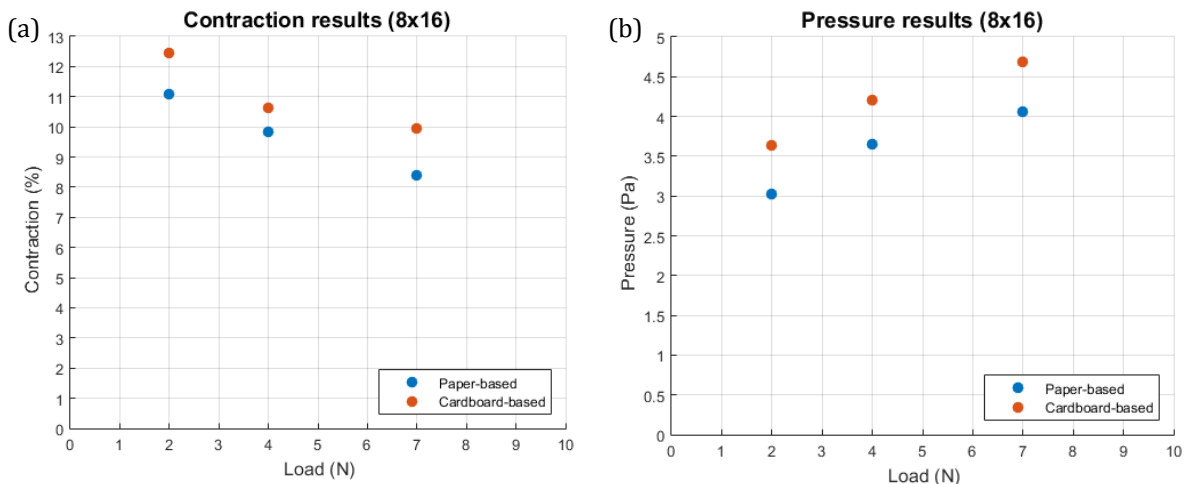 (a)
Contraction results (8x16)
Contraction (%)
13
12
11
10
9
8
7
6
5
4
3
2
1
0
0 1 2 3 4 5 6 7 8 9 10
Load (N)
Paper-based
Cardboard-based
(b)
Pressure results (8x16)
Pressure (Pa)
5
4.5
4
3.5
3
2.5
2
1.5
1
0.5
0
0 1 2 3 4 5 6 7 8 9 10
Load (N)
Paper-based
Cardboard-based